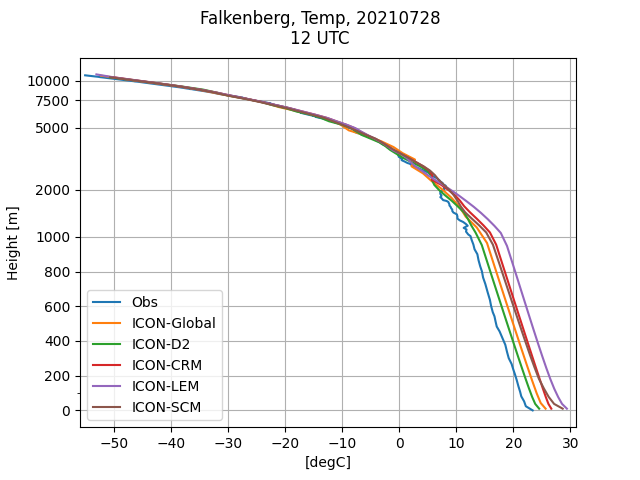 Falkenberg, Temp, 20210728
12 UTC
10000
7500
5000
2000
1000
800
600
400
200
0
Height [m]
Obs
ICON-Global
ICON-D2
ICON-CRM
ICON-LEM
ICON-SCM
−50 −40 −30 −20 −10 0 10 20 30
[degC]